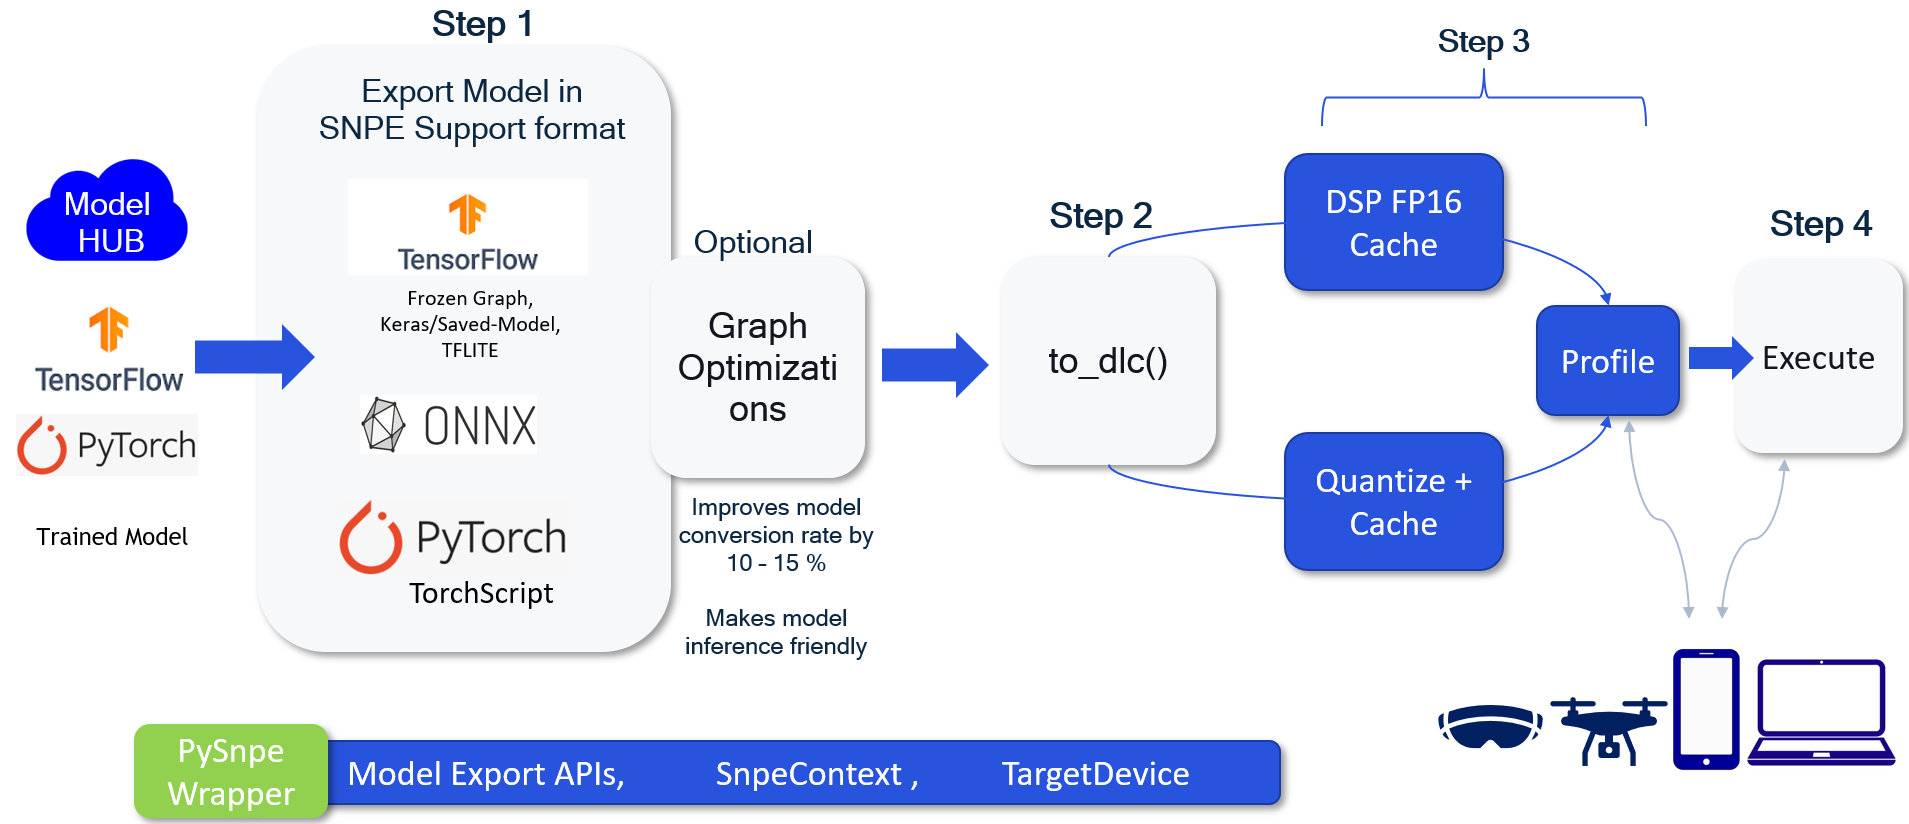 Step 1
Export Model in
SNPE Support format
Model
HUB
TensorFlow
PyTorch
Trained Model
TensorFlow
Frozen Graph,
Keras/Saved-Model,
TFLITE
ONNX
PyTorch
TorchScript
Optional
Graph
Optimizati
ons
Improves model
conversion rate by
10 - 15 %
Makes model
inference friendly
Step 2
to_dlc()
Step 3
DSP FP16
Cache
Quantize +
Cache
Profile
Step 4
Execute
PySnpe
Wrapper
Model Export APIs, SnpeContext , TargetDevice